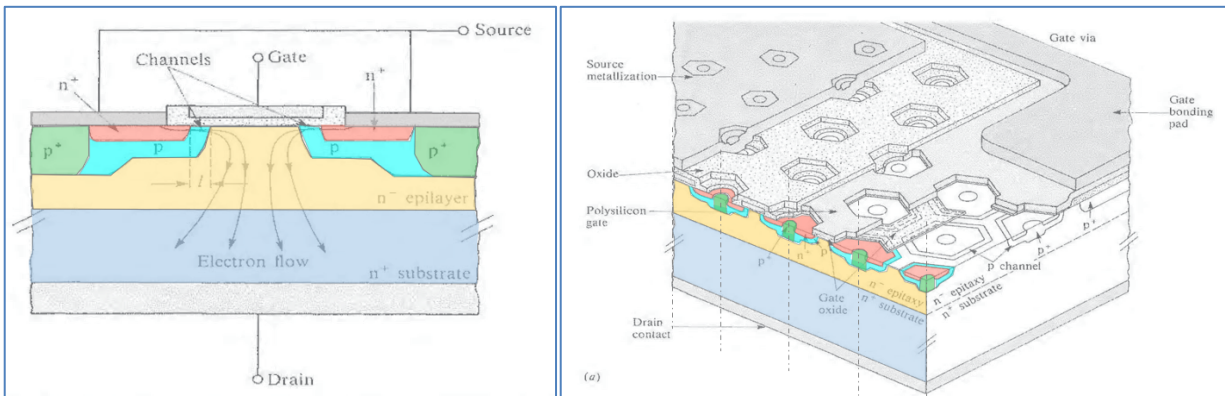 Source
Gate
Channels
n+
n+
p+
p
p
p+
l
n− epilayer
Electron flow
n+ substrate
Drain
Gate via
Source
metallization
Gate
bonding
pad
Oxide
Polysilicon
gate
p+
n+
p
p+
p+
p channel
Gate
oxide
n− epitaxy
n+ substrate
n− epitaxy
n+ substrate
Drain
contact
(a)